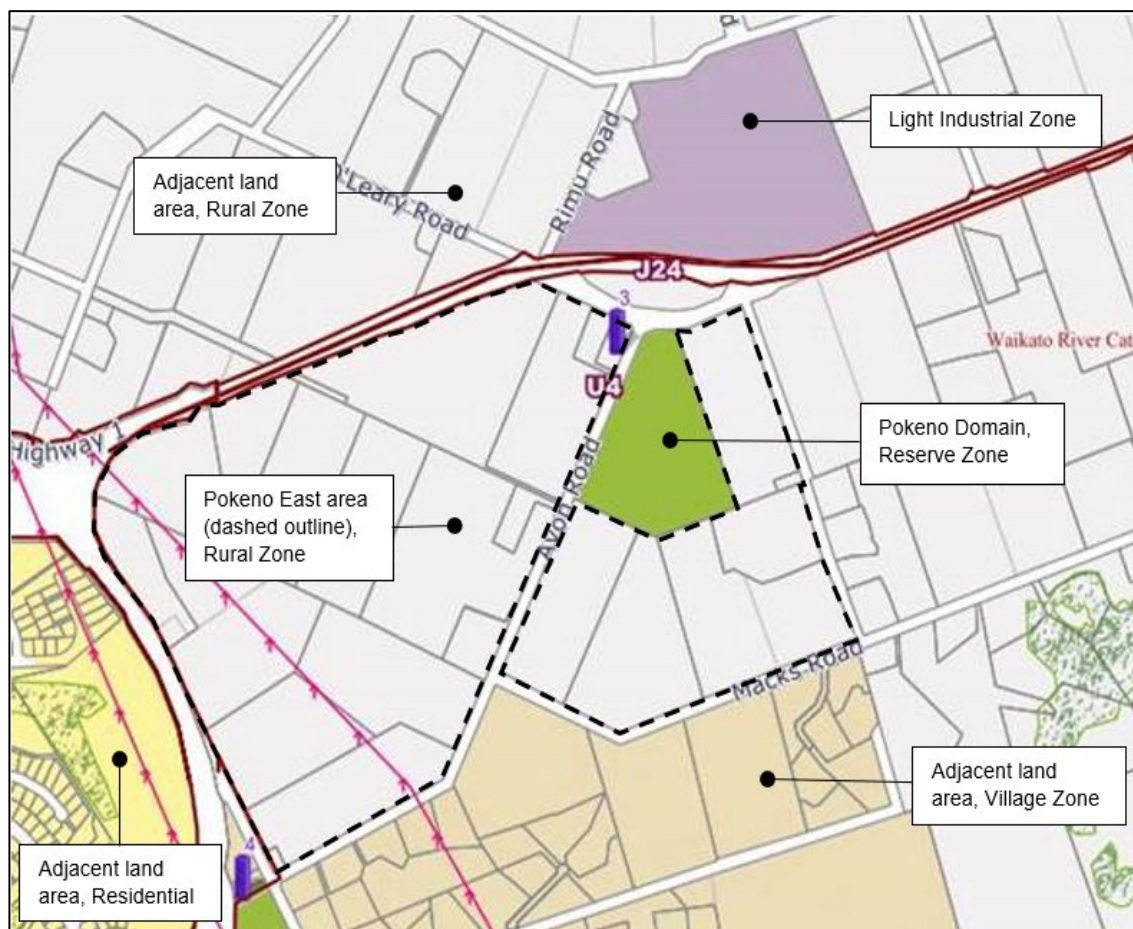 Light Industrial Zone
Rimu Road
Adjacent land
area, Rural Zone
O'Leary Road
J24
3
Waikato River Cat
U4
Highway 1
Pokeno Domain,
Reserve Zone
Pokeno East area
(dashed outline),
Rural Zone
Avon Road
Macks Road
Adjacent land
area, Village Zone
4
Adjacent land
area, Residential